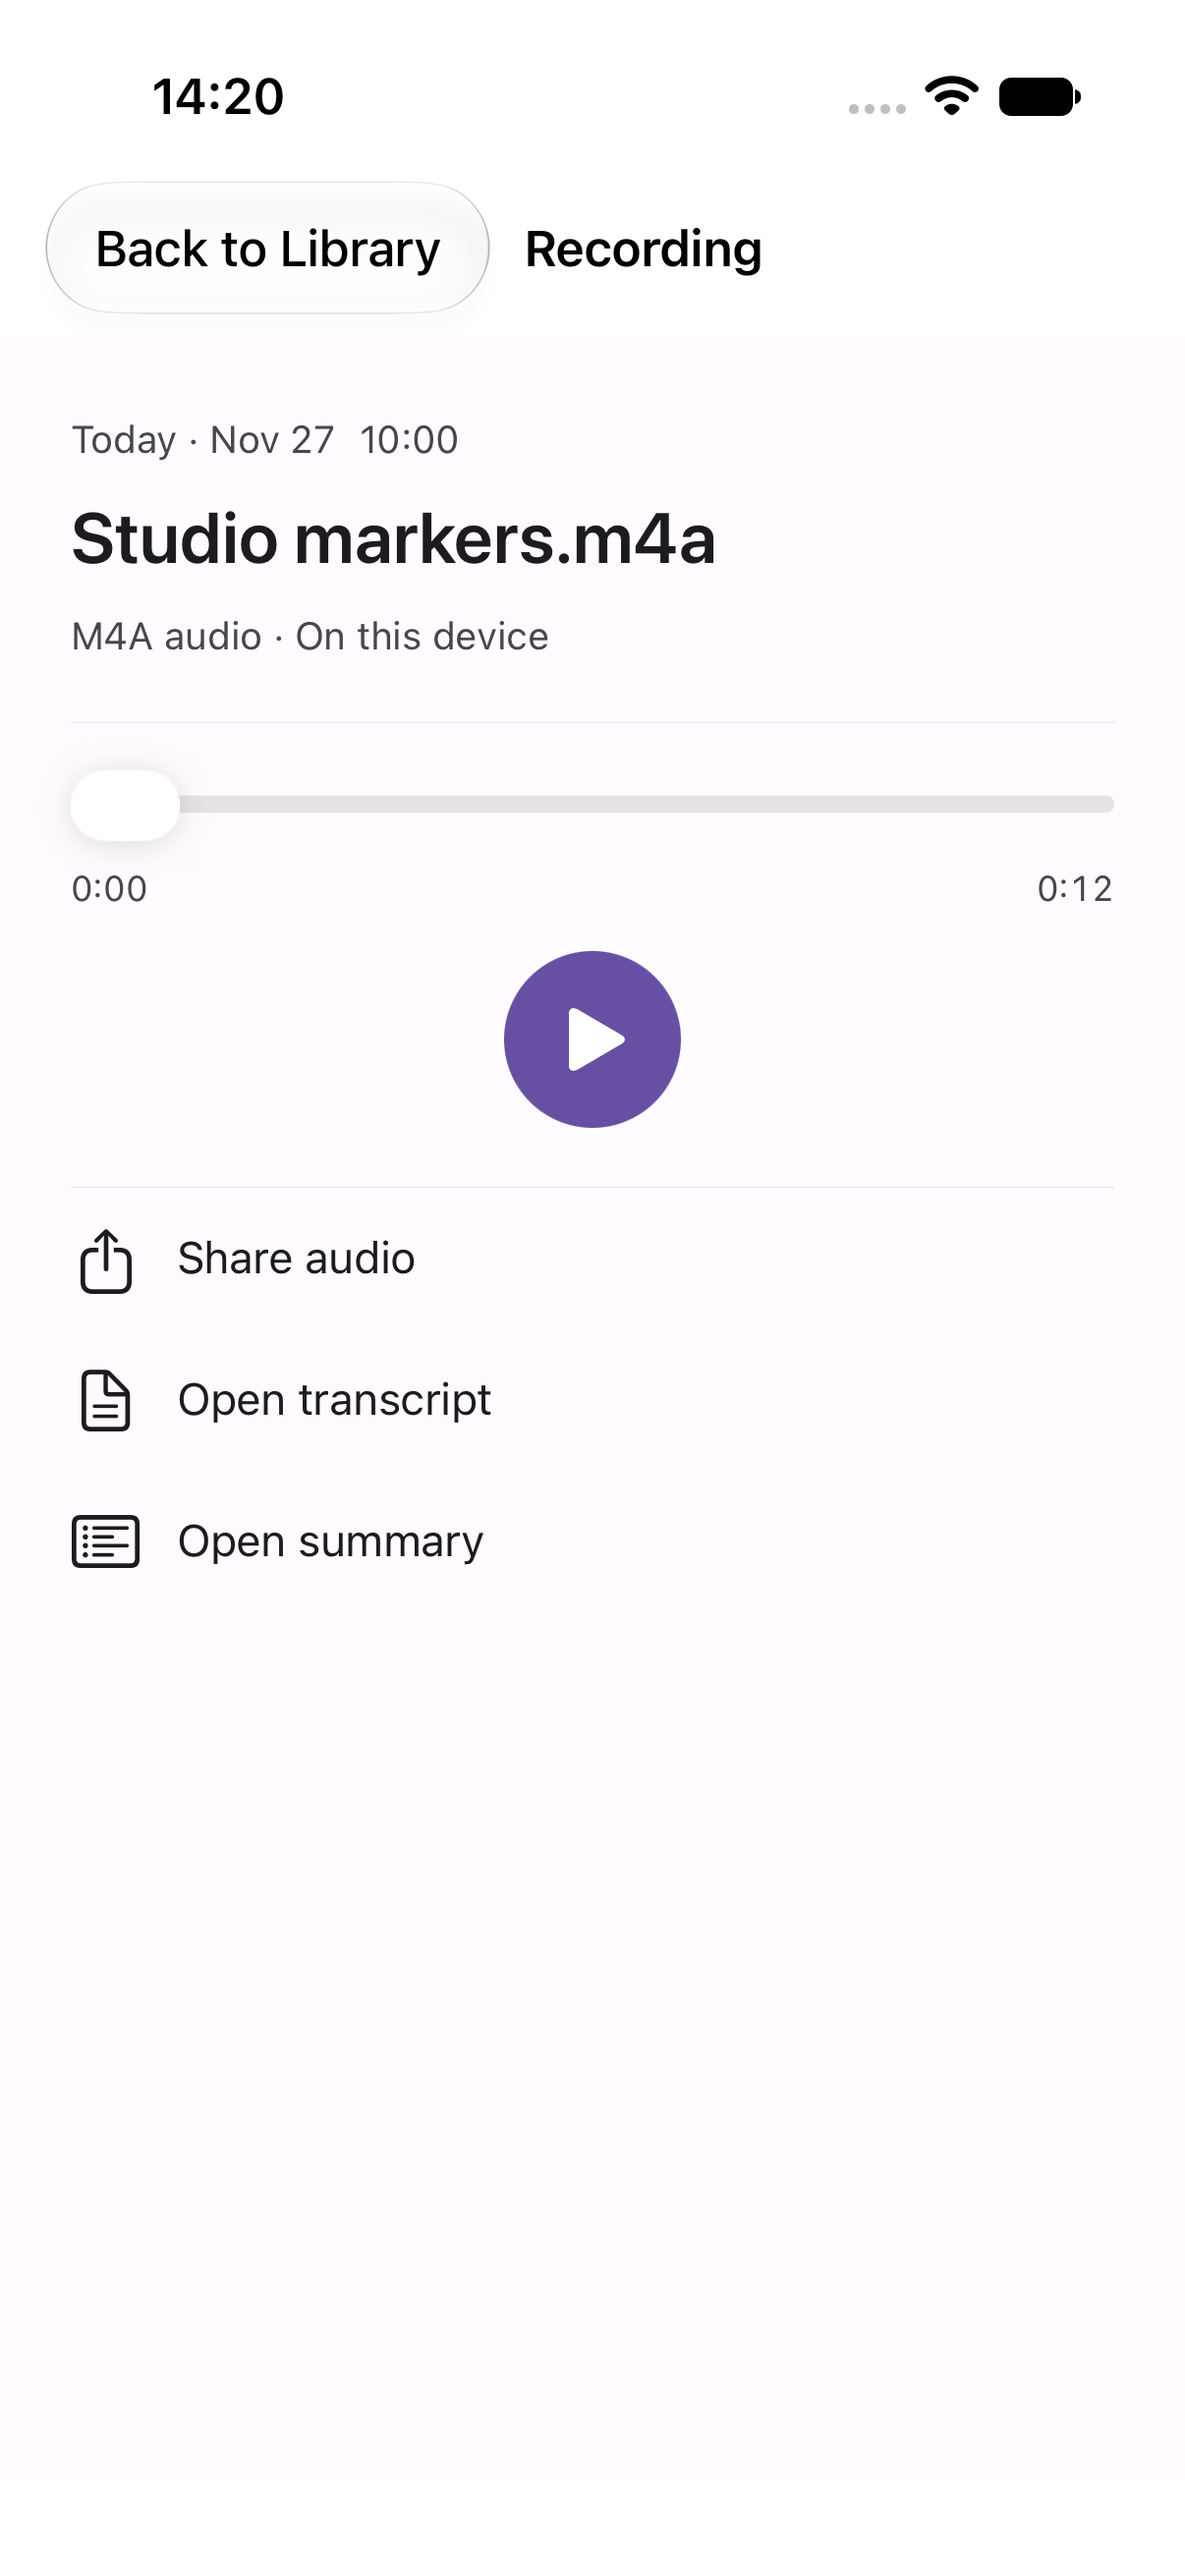 14:20
Back to Library
Recording
Today · Nov 27 10:00
Studio markers.m4a
M4A audio · On this device
0:00
0:12
Share audio
Open transcript
Open summary